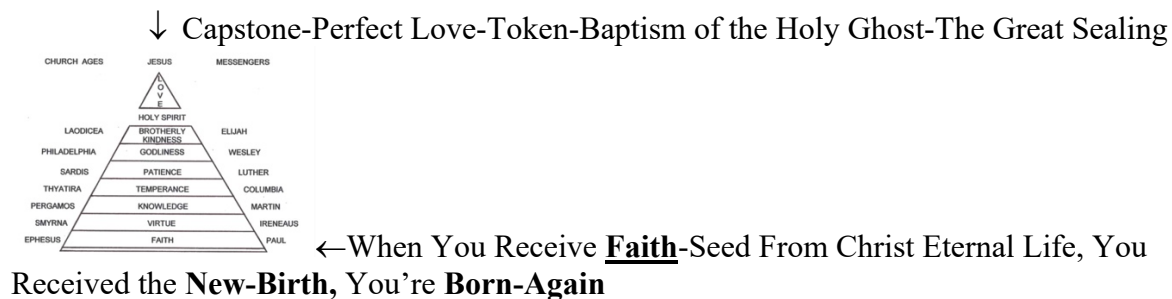 ↓ Capstone-Perfect Love-Token-Baptism of the Holy Ghost-The Great Sealing
CHURCH AGES JESUS MESSENGERS
L
O
V
E
HOLY SPIRIT
LAODICEA BROTHERLY KINDNESS ELIJAH
PHILADELPHIA GODLINESS WESLEY
SARDIS PATIENCE LUTHER
THYATIRA TEMPERANCE COLUMBIA
PERGAMOS KNOWLEDGE MARTIN
SMYRNA VIRTUE IRENEAUS
EPHESUS FAITH PAUL
←When You Receive Faith-Seed From Christ Eternal Life, You
Received the New-Birth, You’re Born-Again